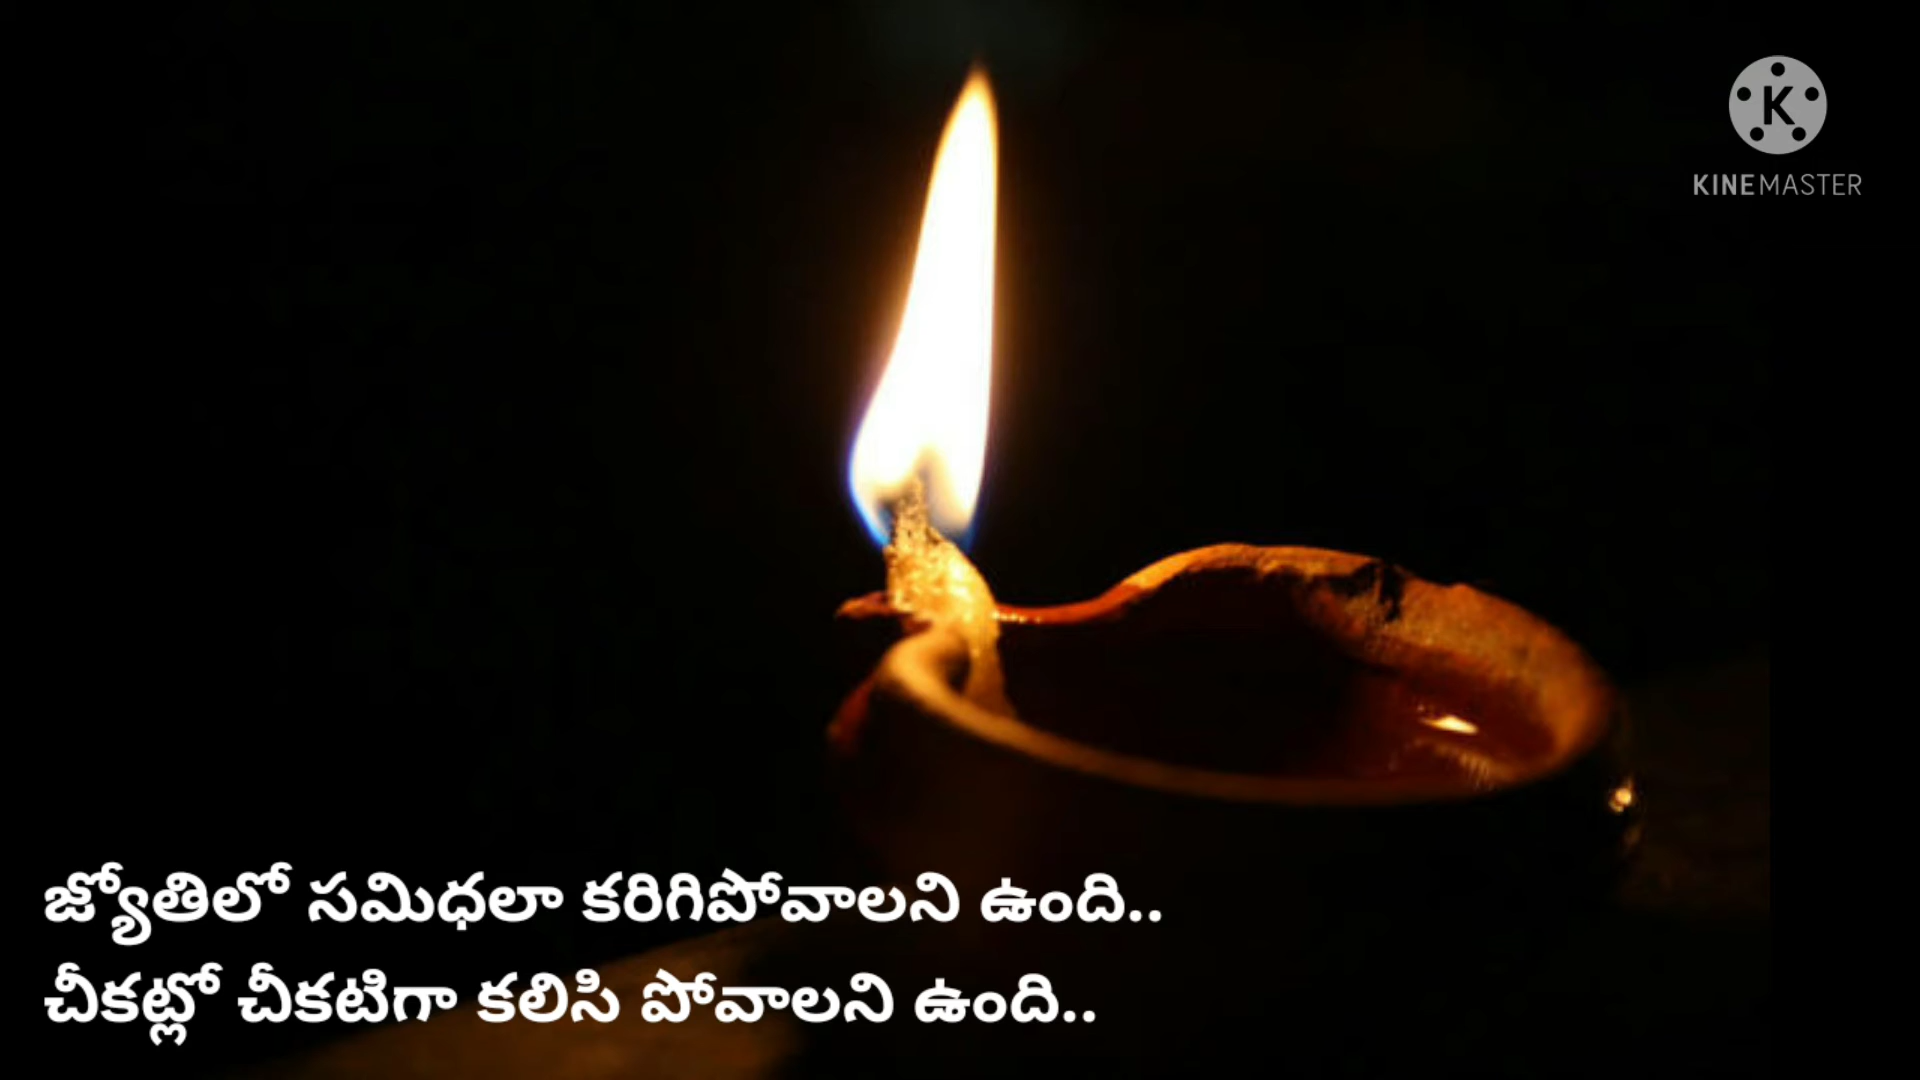 KINEMASTER
జ్యోతిలో సమిధలా కరిగిపోవాలని ఉంది..
చీకట్లో చీకటిగా కలిసి పోవాలని ఉంది..